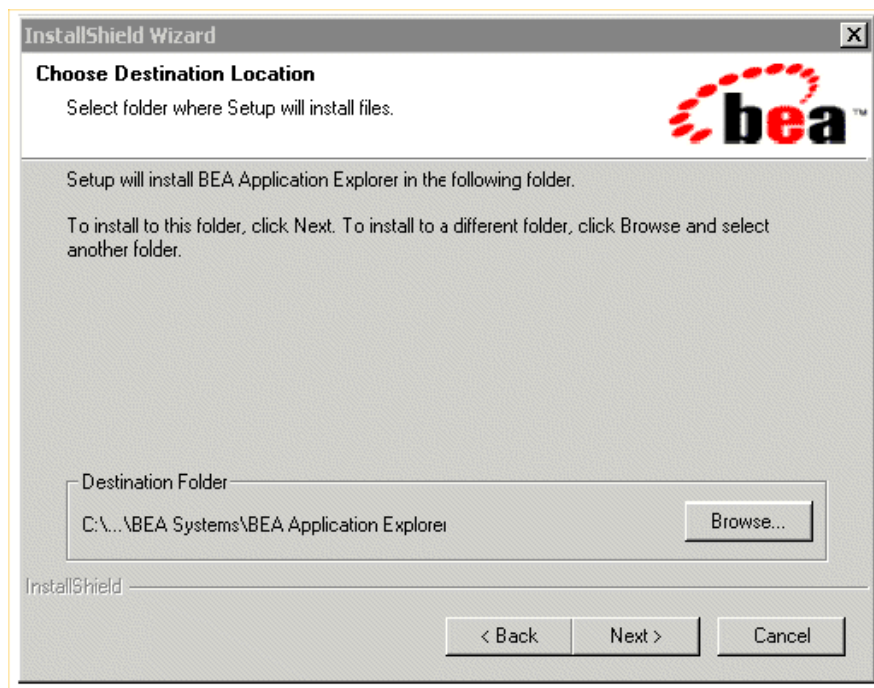 InstallShield Wizard
Choose Destination Location
Select folder where Setup will install files.
bea™
Setup will install BEA Application Explorer in the following folder.
To install to this folder, click Next. To install to a different folder, click Browse and select
another folder.
Destination Folder
C:\...\BEA Systems\BEA Application Explorer
Browse...
InstallShield
< Back
Next >
Cancel